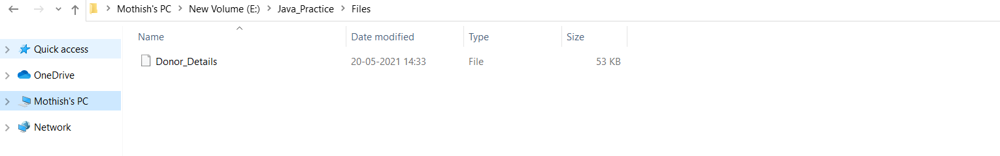 Mothish's PC > New Volume (E:) > Java_Practice > Files
Name Date modified Type Size
Quick access
Donor_Details 20-05-2021 14:33 File 53 KB
OneDrive
Mothish's PC
Network